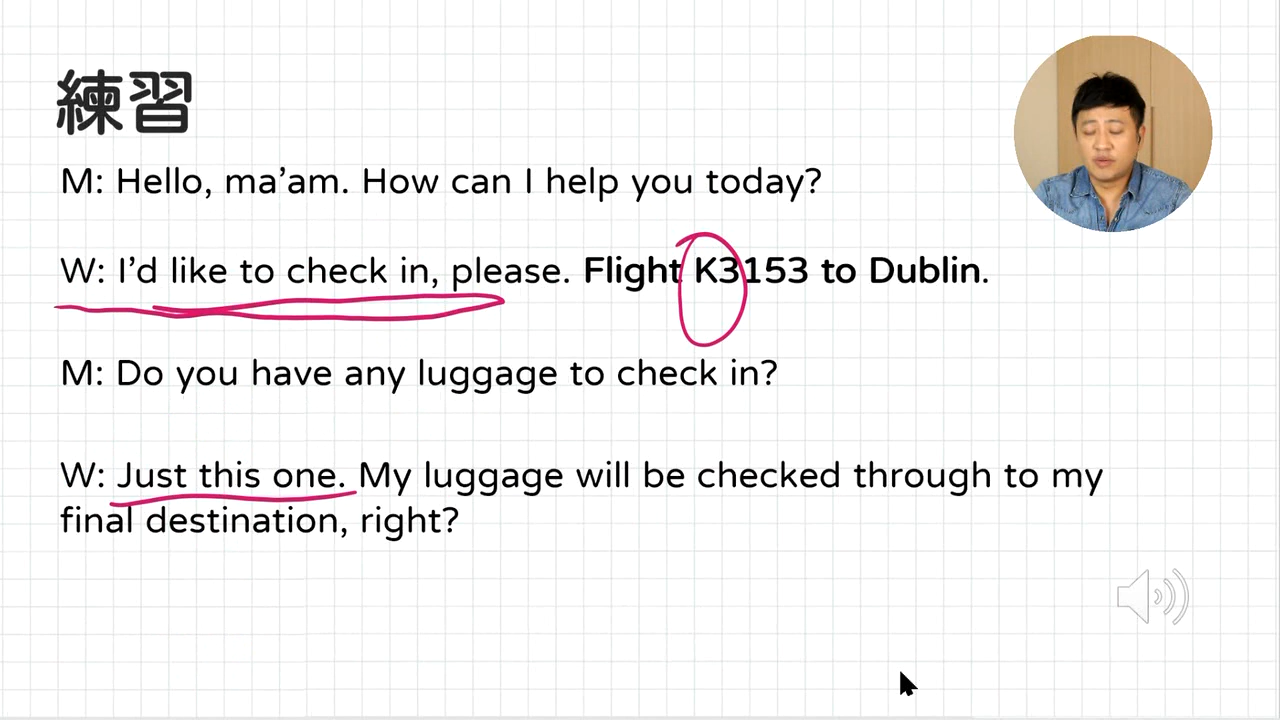 練習
M: Hello, ma’am. How can I help you today?
W: I’d like to check in, please. Flight K3153 to Dublin.
M: Do you have any luggage to check in?
W: Just this one. My luggage will be checked through to my
final destination, right?